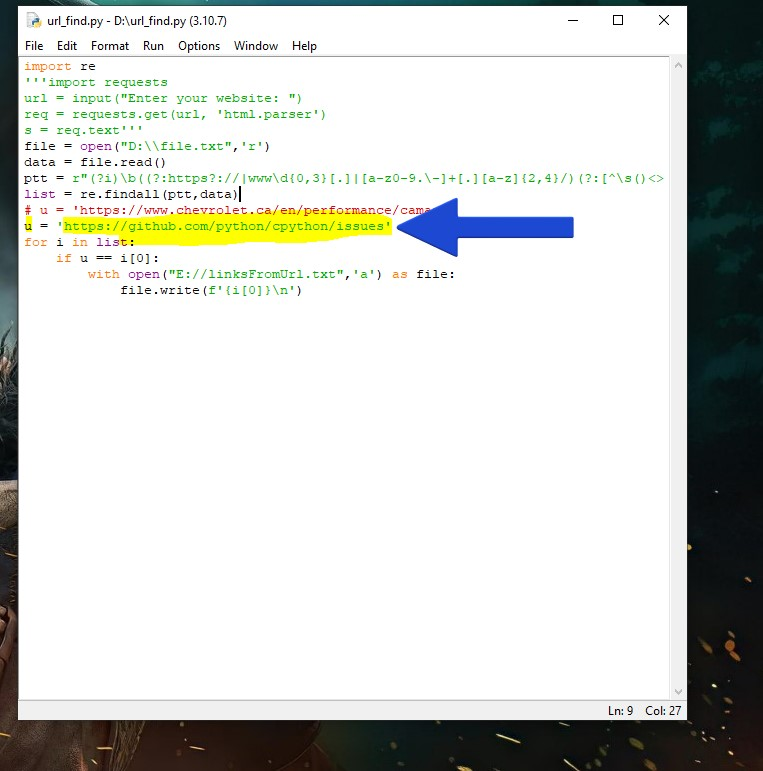 url_find.py - D:\url_find.py (3.10.7)
File Edit Format Run Options Window Help
import re
'''import requests
url = input("Enter your website: ")
req = requests.get(url, 'html.parser')
s = req.text'''
file = open("D:\\file.txt",'r')
data = file.read()
ptt = r"(?i)\b((?:https?://|www\d{0,3}[.]|[a-z0-9.\-]+[.][a-z]{2,4}/)(?:[^\s()<>
list = re.findall(ptt,data)
# u = 'https://www.chevrolet.ca/en/performance/cama
u = 'https://github.com/python/cpython/issues'
for i in list:
    if u == i[0]:
        with open("E://linksFromUrl.txt",'a') as file:
            file.write(f'{i[0]}\n')
Ln: 9 Col: 27